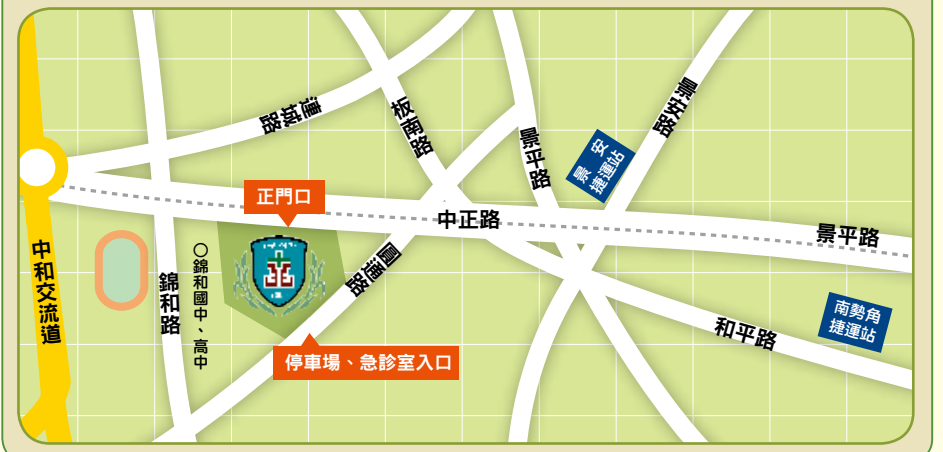 連城路
板南路
景平路
景安路
景安
捷運站
正門口
中正路
景平路
中和交流道
錦和路
〇錦和國中、高中
圓通路
南勢角
捷運站
和平路
停車場、急診室入口